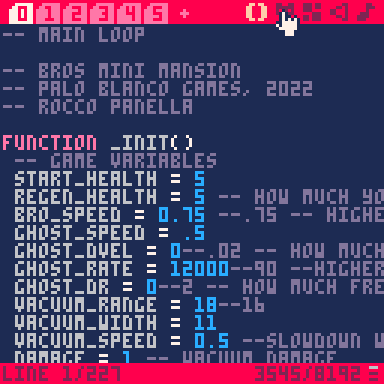 0 1 2 3 4 5 +
-- MAIN LOOP
-- BROS MINI MANSION
-- PALO BLANCO GAMES, 2022
-- ROCCO PANELLA
FUNCTION _INIT()
-- GAME VARIABLES
START_HEALTH = 5
REGEN_HEALTH = 5 -- HOW MUCH YO
BRO_SPEED = 0.75 --.75 -- HIGHE
GHOST_SPEED = .5
GHOST_DVEL = 0--.02 -- HOW MUCH
GHOST_RATE = 12000--90 --HIGHER
GHOST_DR = 0--2 -- HOW MUCH FRE
VACUUM_RANGE = 18--16
VACUUM_WIDTH = 11
VACUUM_SPEED = 0.5 --SLOWDOWN W
DAMAGE = 1 -- VACUUM DAMAGE
LINE 1/227 3545/8192